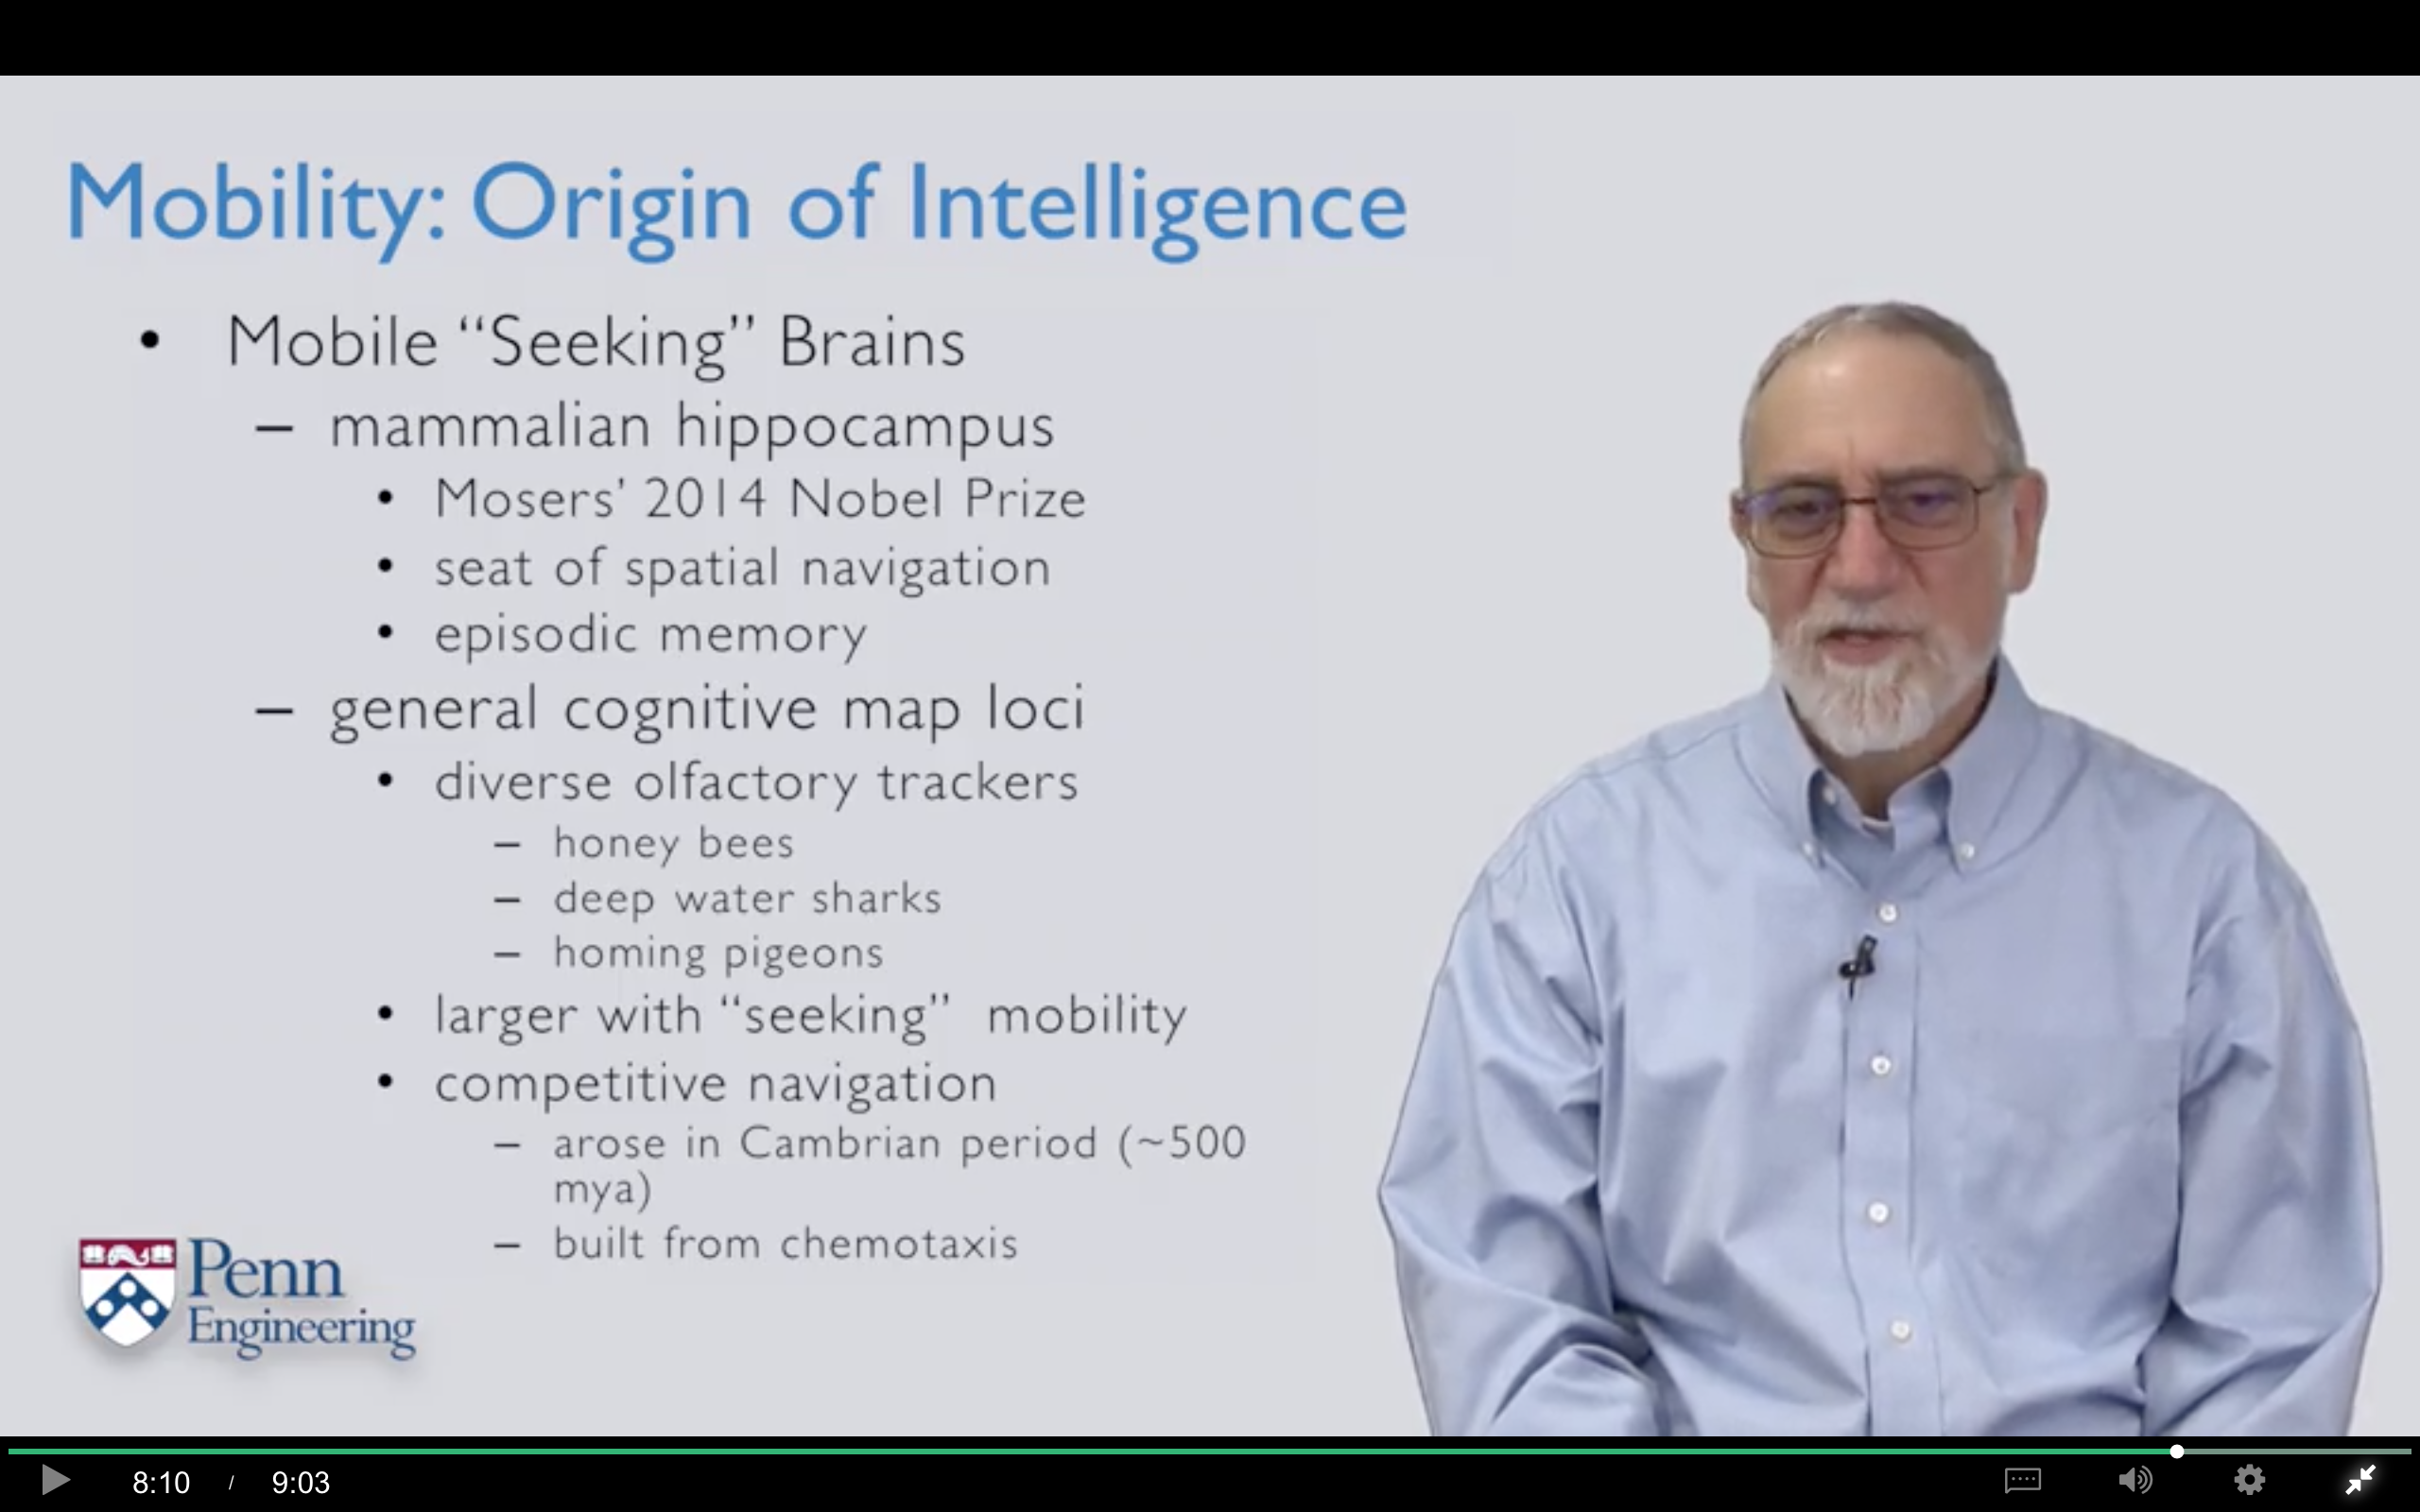 Mobility: Origin of Intelligence
• Mobile “Seeking” Brains
– mammalian hippocampus
• Mosers’ 2014 Nobel Prize
• seat of spatial navigation
• episodic memory
– general cognitive map loci
• diverse olfactory trackers
– honey bees
– deep water sharks
– homing pigeons
• larger with “seeking” mobility
• competitive navigation
– arose in Cambrian period (~500
mya)
– built from chemotaxis
Penn
Engineering
8:10 / 9:03